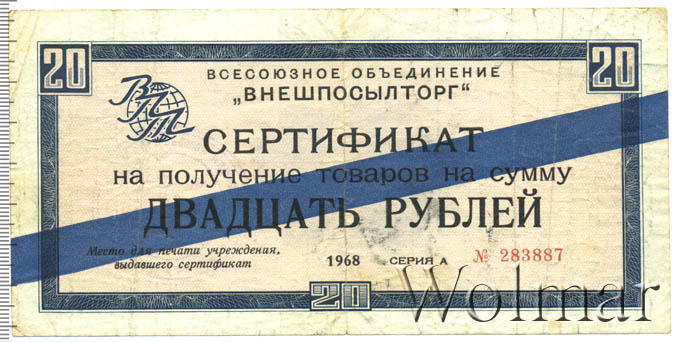 20 20
ВПТ
ВСЕСОЮЗНОЕ ОБЪЕДИНЕНИЕ
„ВНЕШПОСЫЛТОРГ“
СЕРТИФИКАТ
на получение товаров на сумму
ДВАДЦАТЬ РУБЛЕЙ
Место для печати учреждения,
выдавшего сертификат
1968 СЕРИЯ А № 283887
20
Wolmar